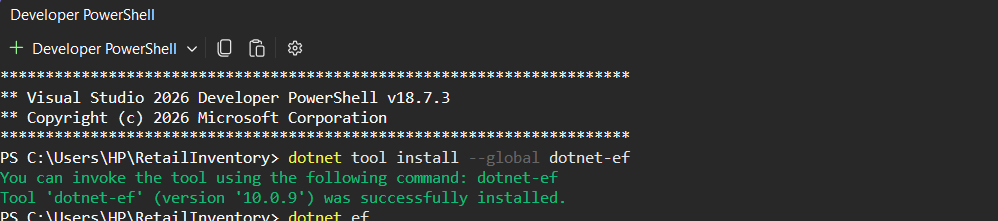 Developer PowerShell
+ Developer PowerShell
**********************************************************************
** Visual Studio 2026 Developer PowerShell v18.7.3
** Copyright (c) 2026 Microsoft Corporation
**********************************************************************
PS C:\Users\HP\RetailInventory> dotnet tool install --global dotnet-ef
You can invoke the tool using the following command: dotnet-ef
Tool 'dotnet-ef' (version '10.0.9') was successfully installed.
PS C:\Users\HP\RetailInventory> dotnet ef